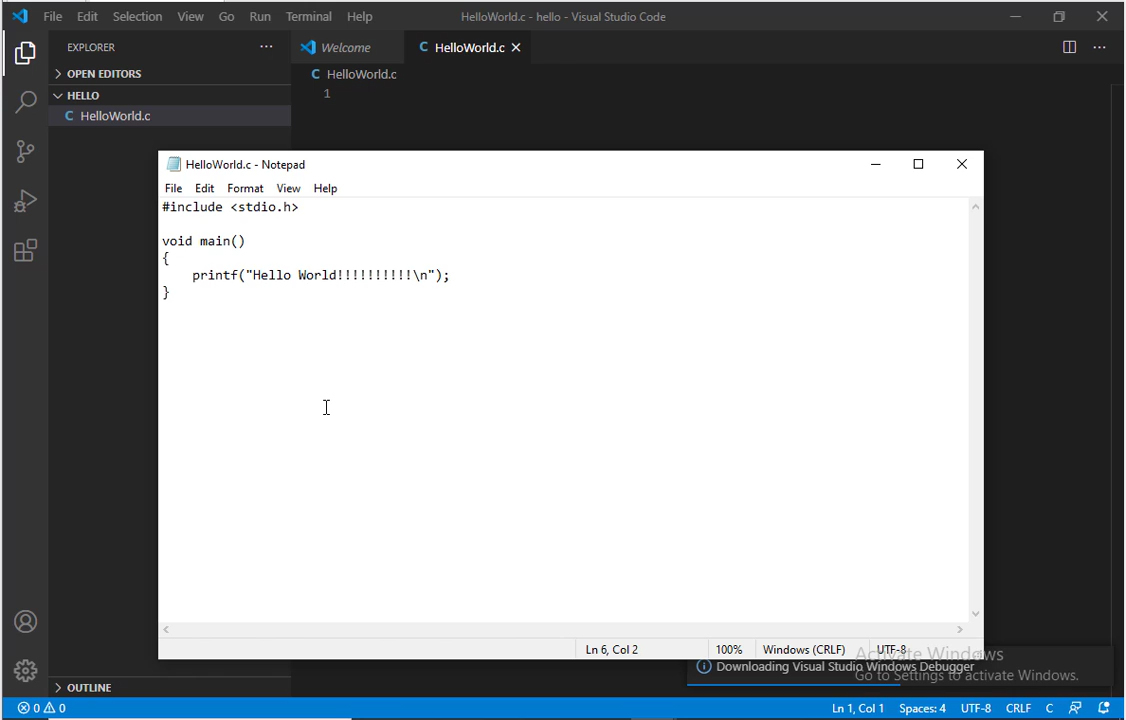 File Edit Selection View Go Run Terminal Help
HelloWorld.c - hello - Visual Studio Code
EXPLORER
Welcome
C HelloWorld.c
OPEN EDITORS
C HelloWorld.c
HELLO
1
C HelloWorld.c
HelloWorld.c - Notepad
File Edit Format View Help
#include <stdio.h>
void main()
{
printf("Hello World!!!!!!!!!!\n");
}
Ln 6, Col 2
100%
Windows (CRLF)
UTF-8
Activate Windows
Downloading Visual Studio Windows Debugger
Go to Settings to activate Windows.
OUTLINE
0 0
Ln 1, Col 1 Spaces: 4 UTF-8 CRLF C